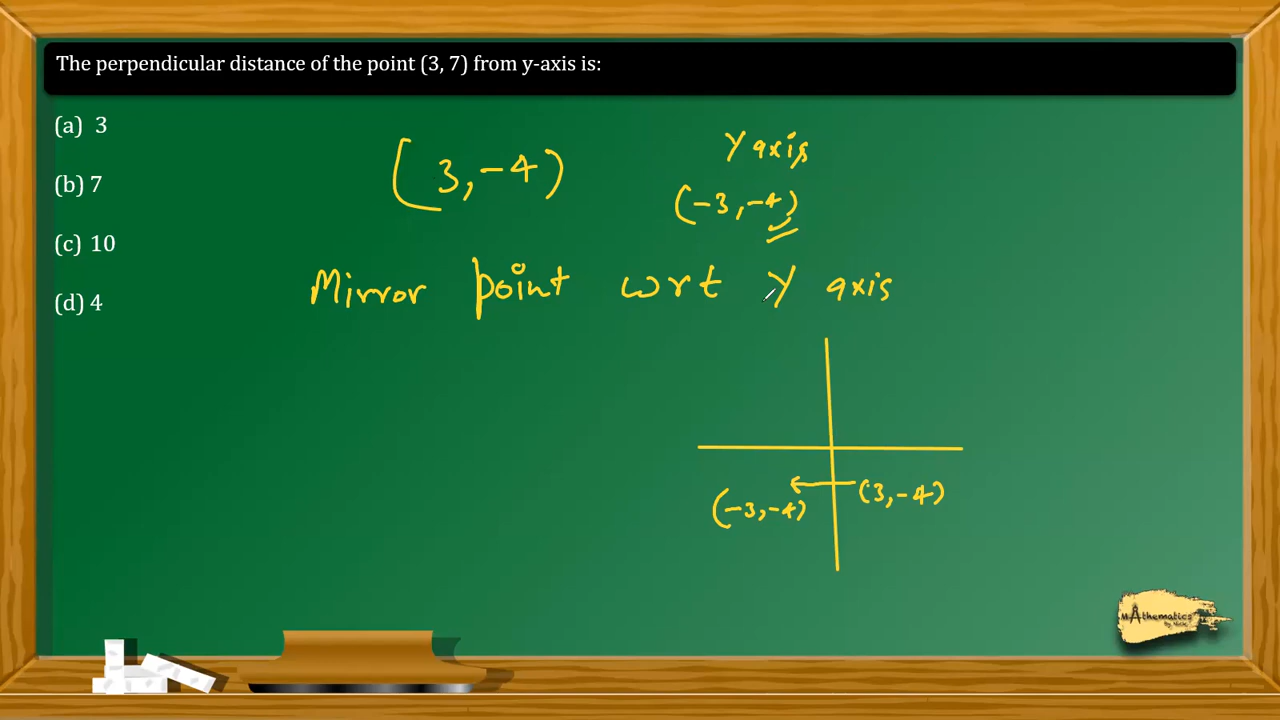 The perpendicular distance of the point (3, 7) from y-axis is:
(a) 3
(b) 7
(c) 10
(d) 4
(3, -4)
Y axis
(-3, -4)
Mirror point wrt Y axis
(-3, -4)
(3, -4)
MAthematics